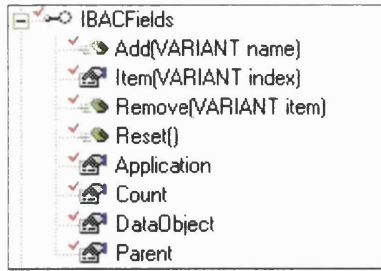 IBACFields
Add(VARIANT name)
Item(VARIANT index)
Remove(VARIANT item)
Reset()
Application
Count
DataObject
Parent